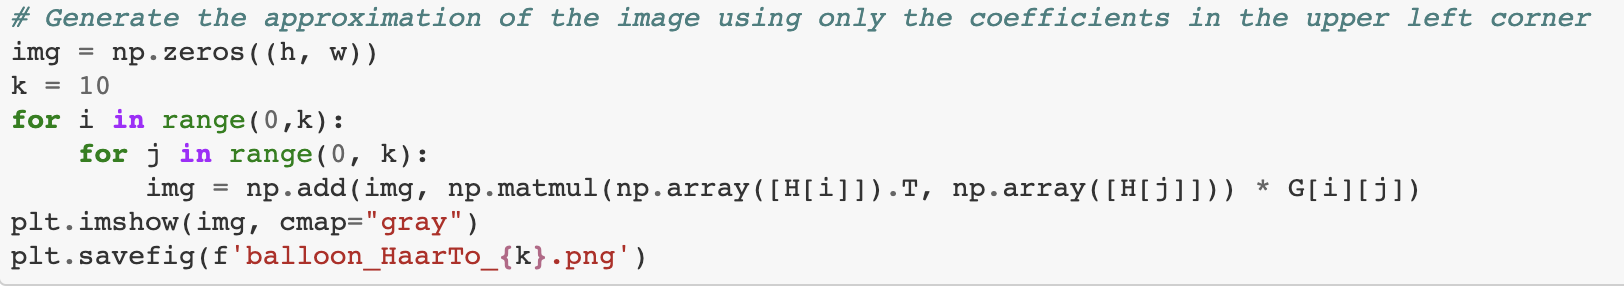 # Generate the approximation of the image using only the coefficients in the upper left corner
img = np.zeros((h, w))
k = 10
for i in range(0,k):
    for j in range(0, k):
        img = np.add(img, np.matmul(np.array([H[i]]).T, np.array([H[j]])) * G[i][j])
plt.imshow(img, cmap="gray")
plt.savefig(f'balloon_HaarTo_{k}.png')